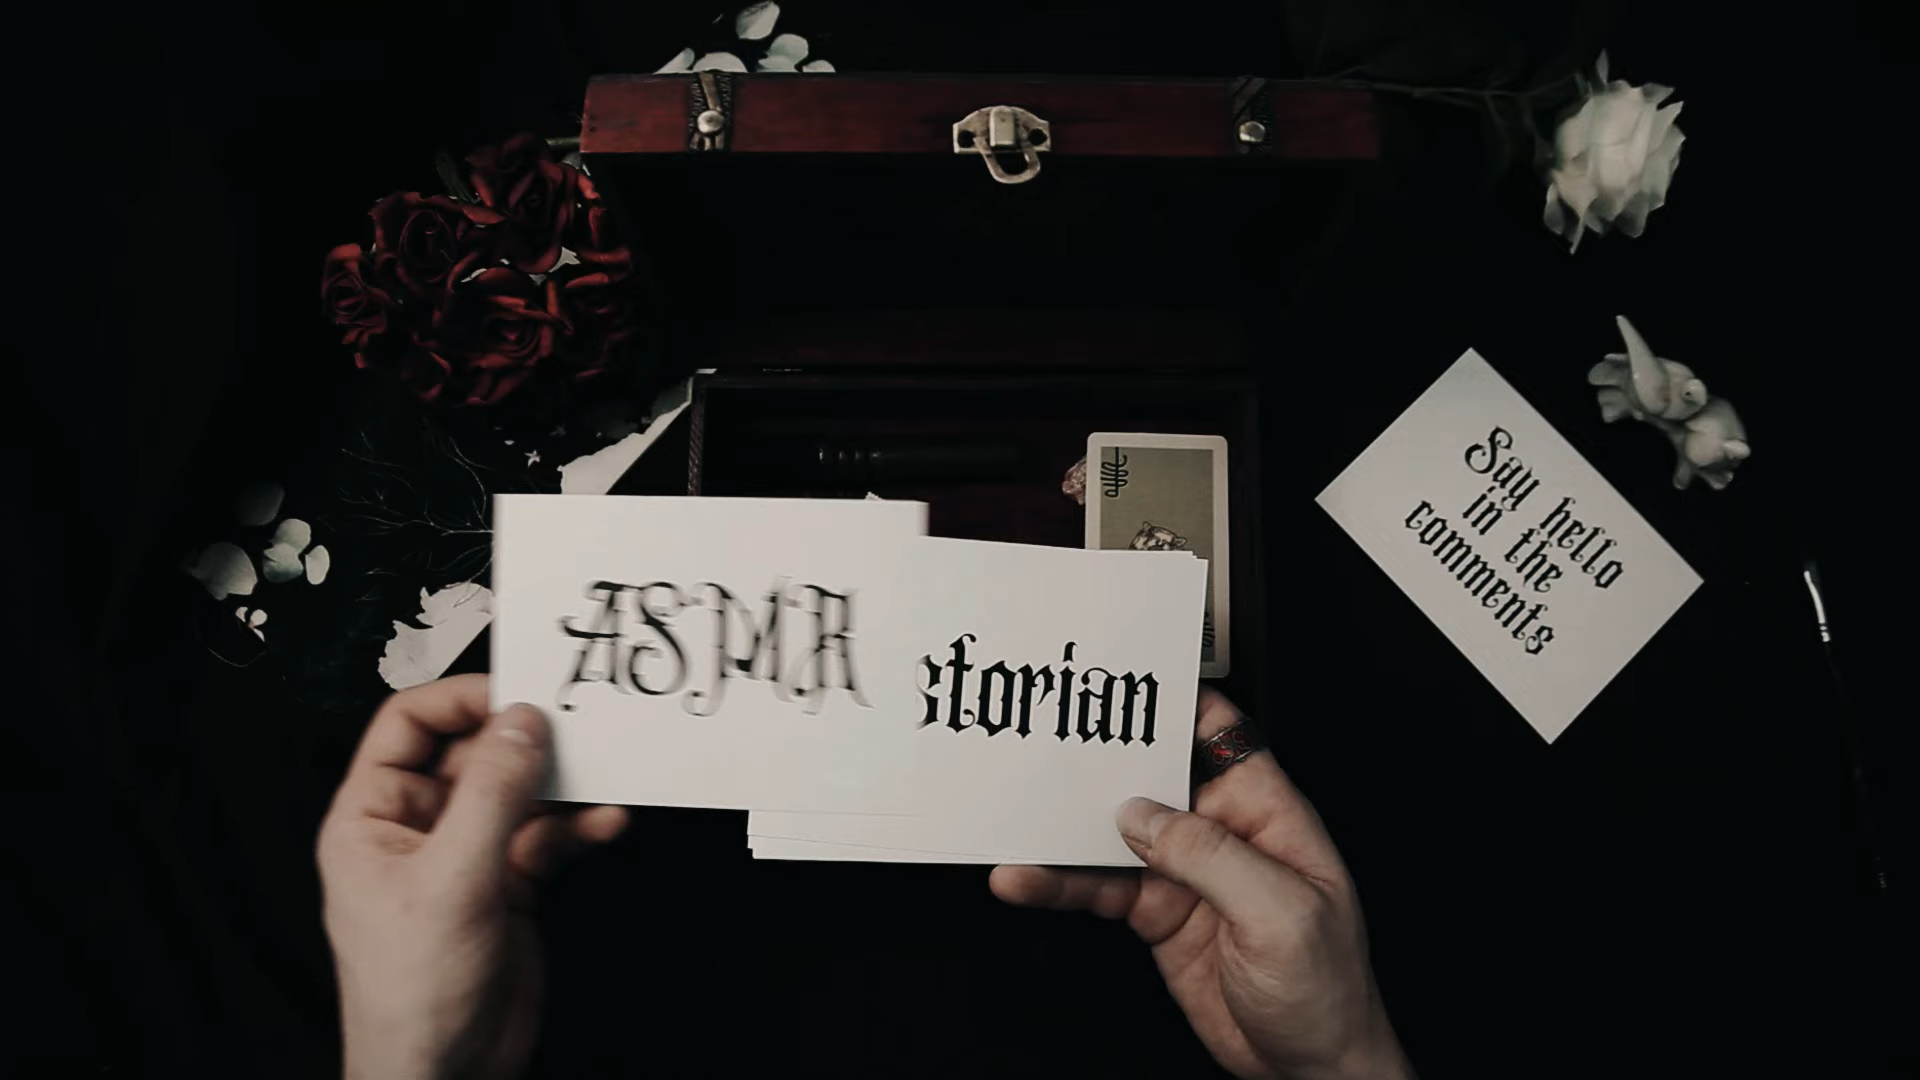 ASMR
storian
Say hello
in the
comments